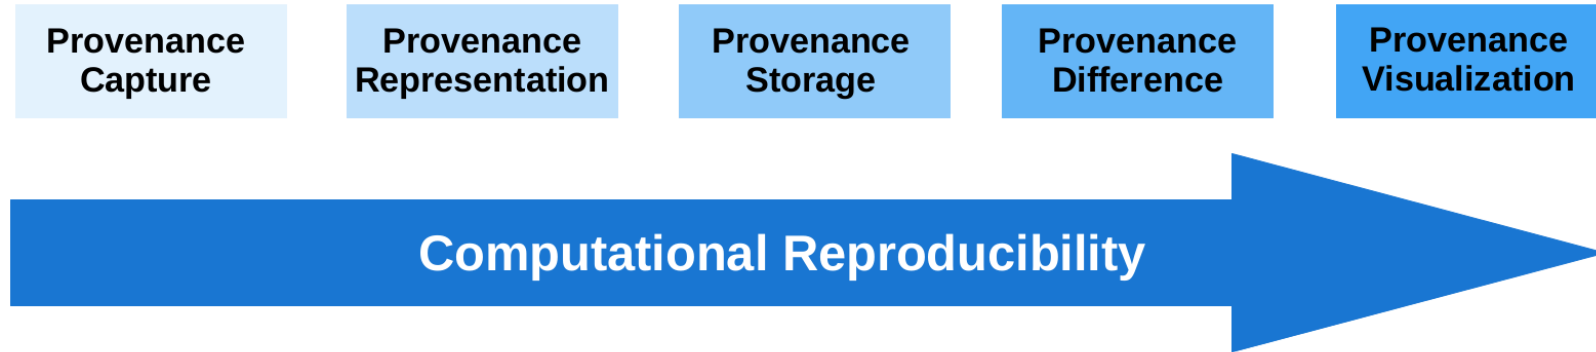 Provenance
Capture
Provenance
Representation
Provenance
Storage
Provenance
Difference
Provenance
Visualization
Computational Reproducibility